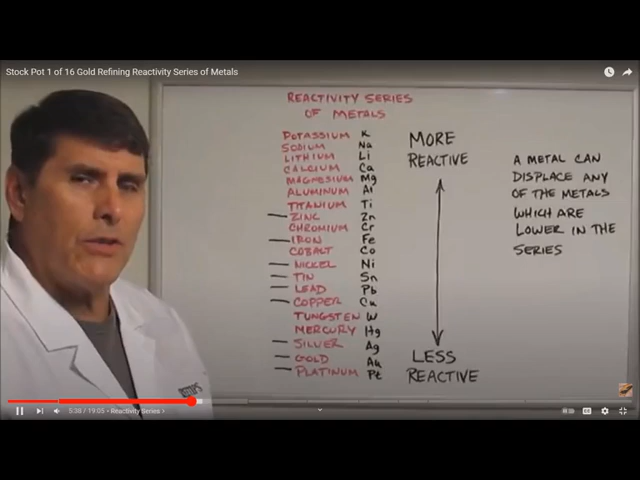 Stock Pot 1 of 16 Gold Refining Reactivity Series of Metals
REACTIVITY SERIES
OF METALS
POTASSIUM K
SODIUM Na
LITHIUM Li
CALCIUM Ca
MAGNESIUM Mg
ALUMINUM Al
TITANIUM Ti
ZINC Zn
CHROMIUM Cr
IRON Fe
COBALT Co
NICKEL Ni
TIN Sn
LEAD Pb
COPPER Cu
TUNGSTEN W
MERCURY Hg
SILVER Ag
GOLD Au
PLATINUM Pt
MORE
REACTIVE
LESS
REACTIVE
A METAL CAN
DISPLACE ANY
OF THE METALS
WHICH ARE
LOWER IN THE
SERIES
5:38 / 19:05 • Reactivity Series >